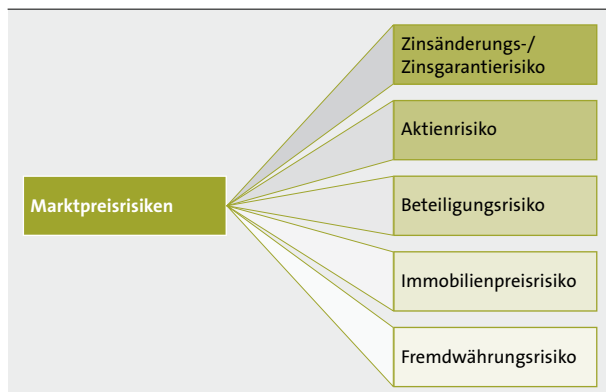 Zinsänderungs-/
Zinsgarantierisiko
Aktienrisiko
Marktpreisrisiken
Beteiligungsrisiko
Immobilienpreisrisiko
Fremdwährungsrisiko